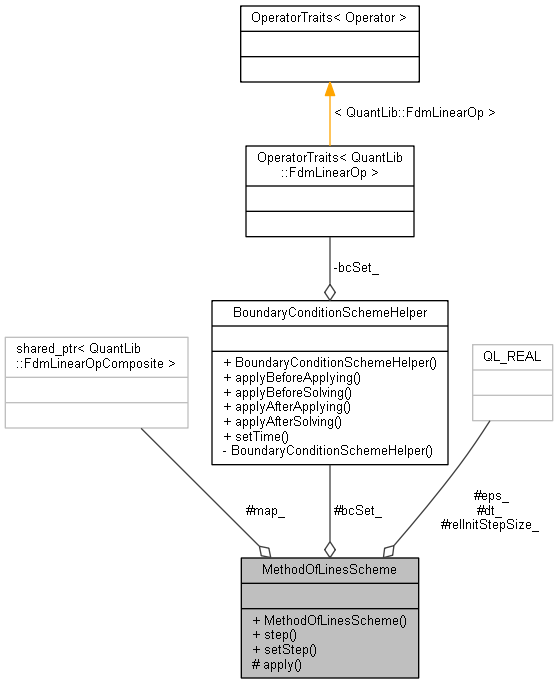 OperatorTraits< Operator >
< QuantLib::FdmLinearOp >
OperatorTraits< QuantLib
::FdmLinearOp >
-bcSet_
BoundaryConditionSchemeHelper
+ BoundaryConditionSchemeHelper()
+ applyBeforeApplying()
+ applyBeforeSolving()
+ applyAfterApplying()
+ applyAfterSolving()
+ setTime()
- BoundaryConditionSchemeHelper()
shared_ptr< QuantLib
::FdmLinearOpComposite >
QL_REAL
#map_
#bcSet_
#eps_
#dt_
#relInitStepSize_
MethodOfLinesScheme
+ MethodOfLinesScheme()
+ step()
+ setStep()
# apply()